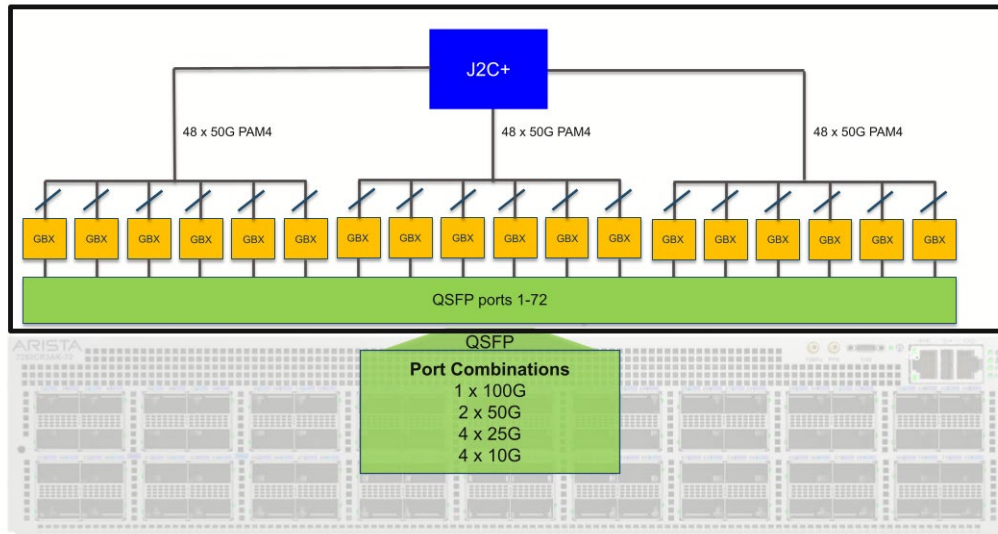 J2C+
48 x 50G PAM4
48 x 50G PAM4
48 x 50G PAM4
GBX GBX GBX GBX GBX GBX GBX GBX GBX GBX GBX GBX GBX GBX GBX GBX GBX GBX
QSFP ports 1-72
ARISTA
QSFP
Port Combinations
1 x 100G
2 x 50G
4 x 25G
4 x 10G